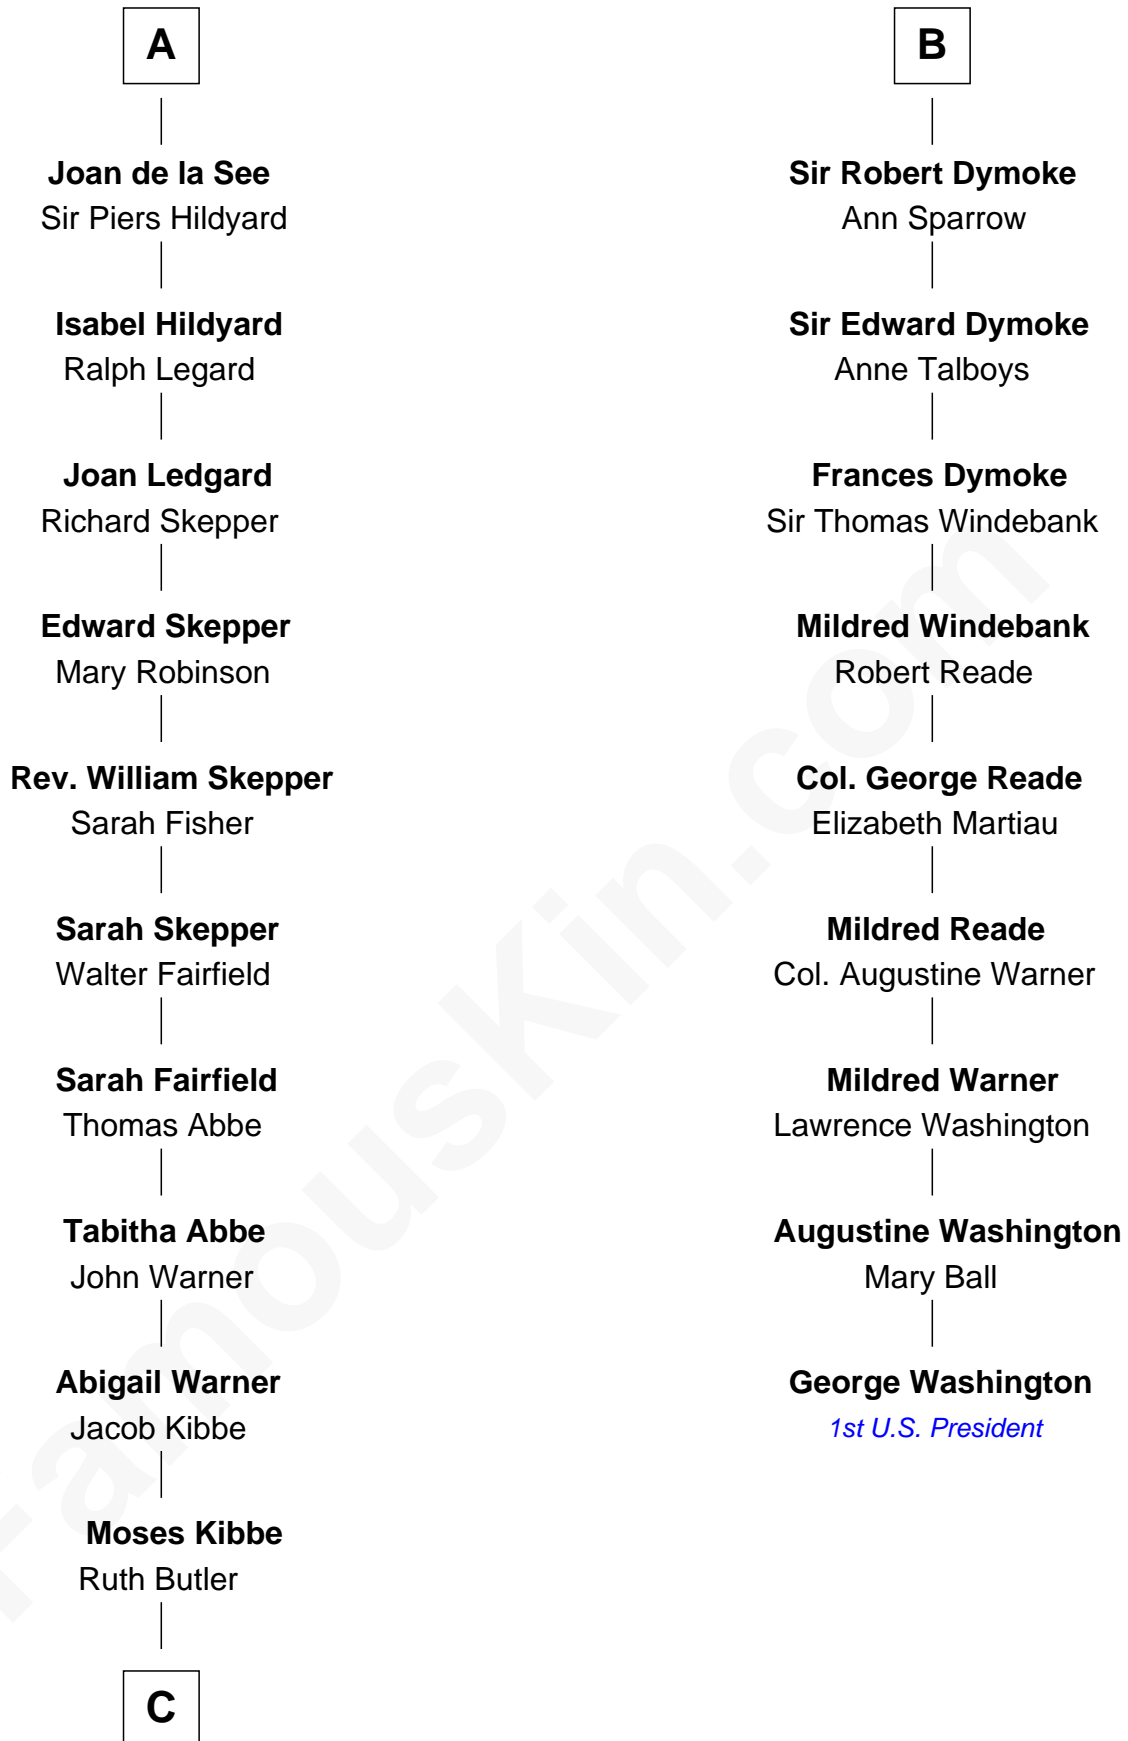 A
Joan de la See
Sir Piers Hildyard
Isabel Hildyard
Ralph Legard
Joan Ledgard
Richard Skepper
Edward Skepper
Mary Robinson
Rev. William Skepper
Sarah Fisher
Sarah Skepper
Walter Fairfield
Sarah Fairfield
Thomas Abbe
Tabitha Abbe
John Warner
Abigail Warner
Jacob Kibbe
Moses Kibbe
Ruth Butler
C
B
Sir Robert Dymoke
Ann Sparrow
Sir Edward Dymoke
Anne Talboys
Frances Dymoke
Sir Thomas Windebank
Mildred Windebank
Robert Reade
Col. George Reade
Elizabeth Martiau
Mildred Reade
Col. Augustine Warner
Mildred Warner
Lawrence Washington
Augustine Washington
Mary Ball
George Washington
1st U.S. President
FamousKin.com